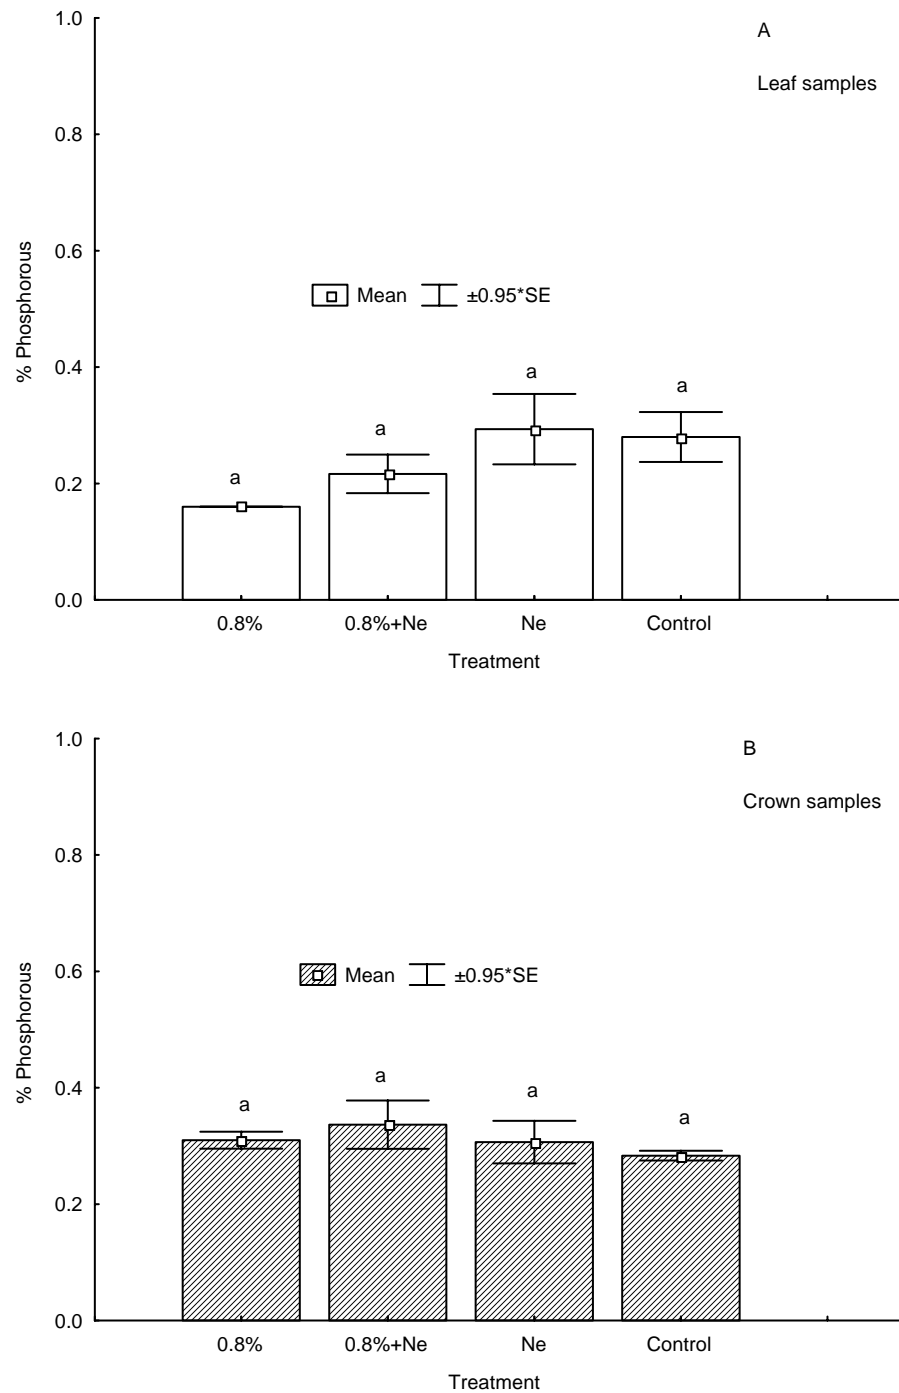 1.0
A
Leaf samples
0.8
0.6
% Phosphorous
Mean ±0.95*SE
0.4
a a a a
0.2
0.0
0.8% 0.8%+Ne Ne Control
Treatment
1.0
B
Crown samples
0.8
0.6
% Phosphorous
Mean ±0.95*SE
0.4
a a a a
0.2
0.0
0.8% 0.8%+Ne Ne Control
Treatment